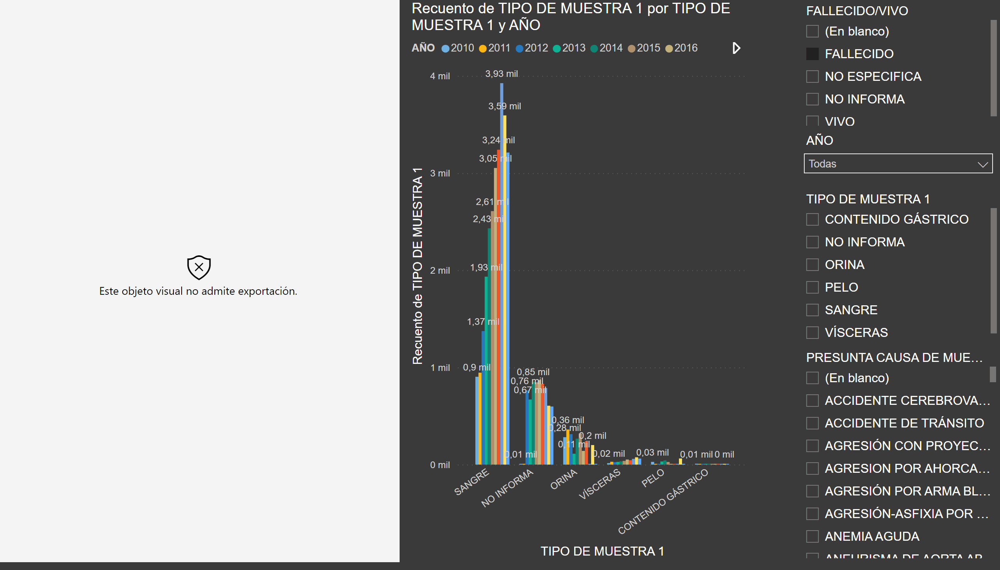 Este objeto visual no admite exportación.
Recuento de TIPO DE MUESTRA 1 por TIPO DE
MUESTRA 1 y AÑO
AÑO 2010 2011 2012 2013 2014 2015 2016
Recuento de TIPO DE MUESTRA 1
4 mil
3 mil
2 mil
1 mil
0 mil
3,93 mil
3,59 mil
3,24 mil
3,05 mil
2,61 mil
2,43 mil
1,93 mil
1,37 mil
0,9 mil
0,85 mil
0,76 mil
0,67 mil
0,01 mil
0,36 mil
0,28 mil
0,2 mil
0,11 mil
0,02 mil
0,03 mil
0,01 mil
0 mil
SANGRE
NO INFORMA
ORINA
VÍSCERAS
PELO
CONTENIDO GÁSTRICO
TIPO DE MUESTRA 1
FALLECIDO/VIVO
(En blanco)
FALLECIDO
NO ESPECIFICA
NO INFORMA
VIVO
AÑO
Todas
TIPO DE MUESTRA 1
CONTENIDO GÁSTRICO
NO INFORMA
ORINA
PELO
SANGRE
VÍSCERAS
PRESUNTA CAUSA DE MUE…
(En blanco)
ACCIDENTE CEREBROVA…
ACCIDENTE DE TRÁNSITO
AGRESIÓN CON PROYEC…
AGRESION POR AHORCA…
AGRESIÓN POR ARMA BL…
AGRESIÓN-ASFIXIA POR …
ANEMIA AGUDA
ANEURISMA DE AORTA AB…